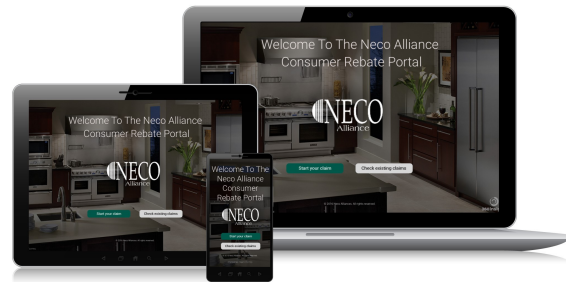 Welcome To The Neco Alliance
Consumer Rebate Portal
NECO
Alliance
Start your claim
Check existing claims
Welcome To The Neco Alliance
Consumer Rebate Portal
NECO
Alliance
Start your claim
Check existing claims
Welcome To The
Neco Alliance
Consumer
Rebate Portal
NECO
Alliance
Start your claim
Check existing claims